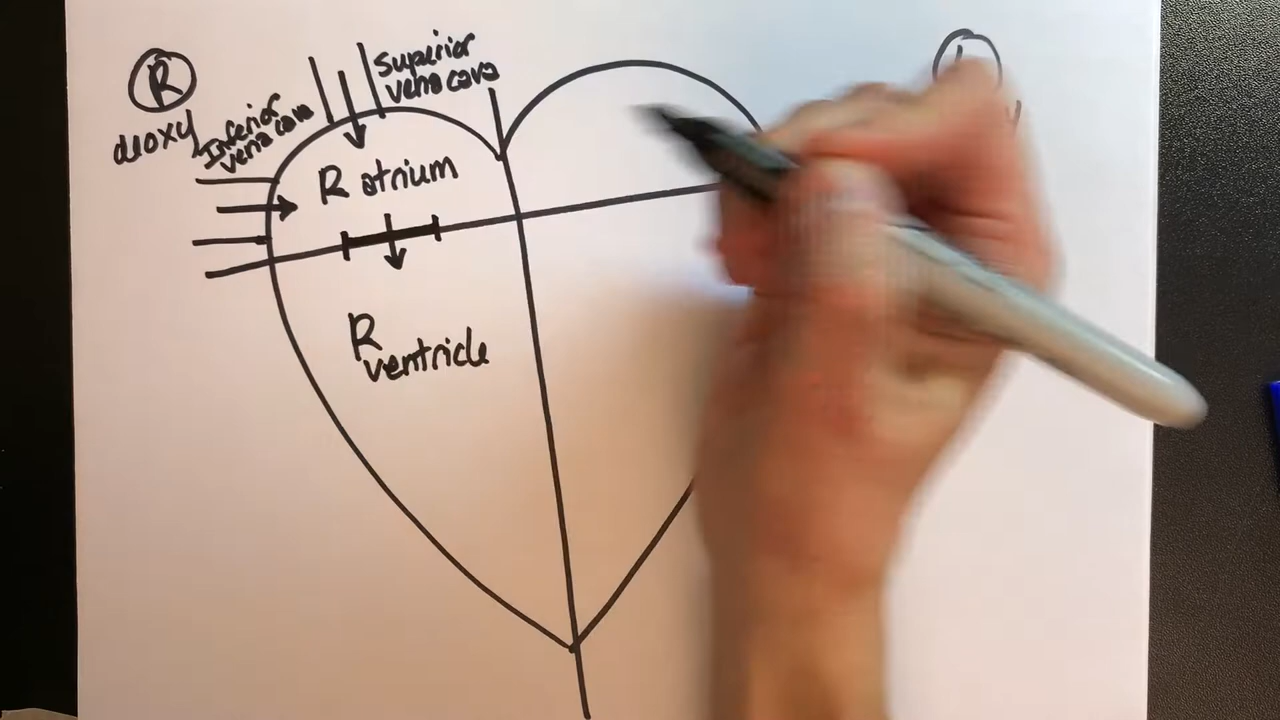 R
deoxy
Inferior
vena cava
Superior
vena cava
R atrium
R
ventricle